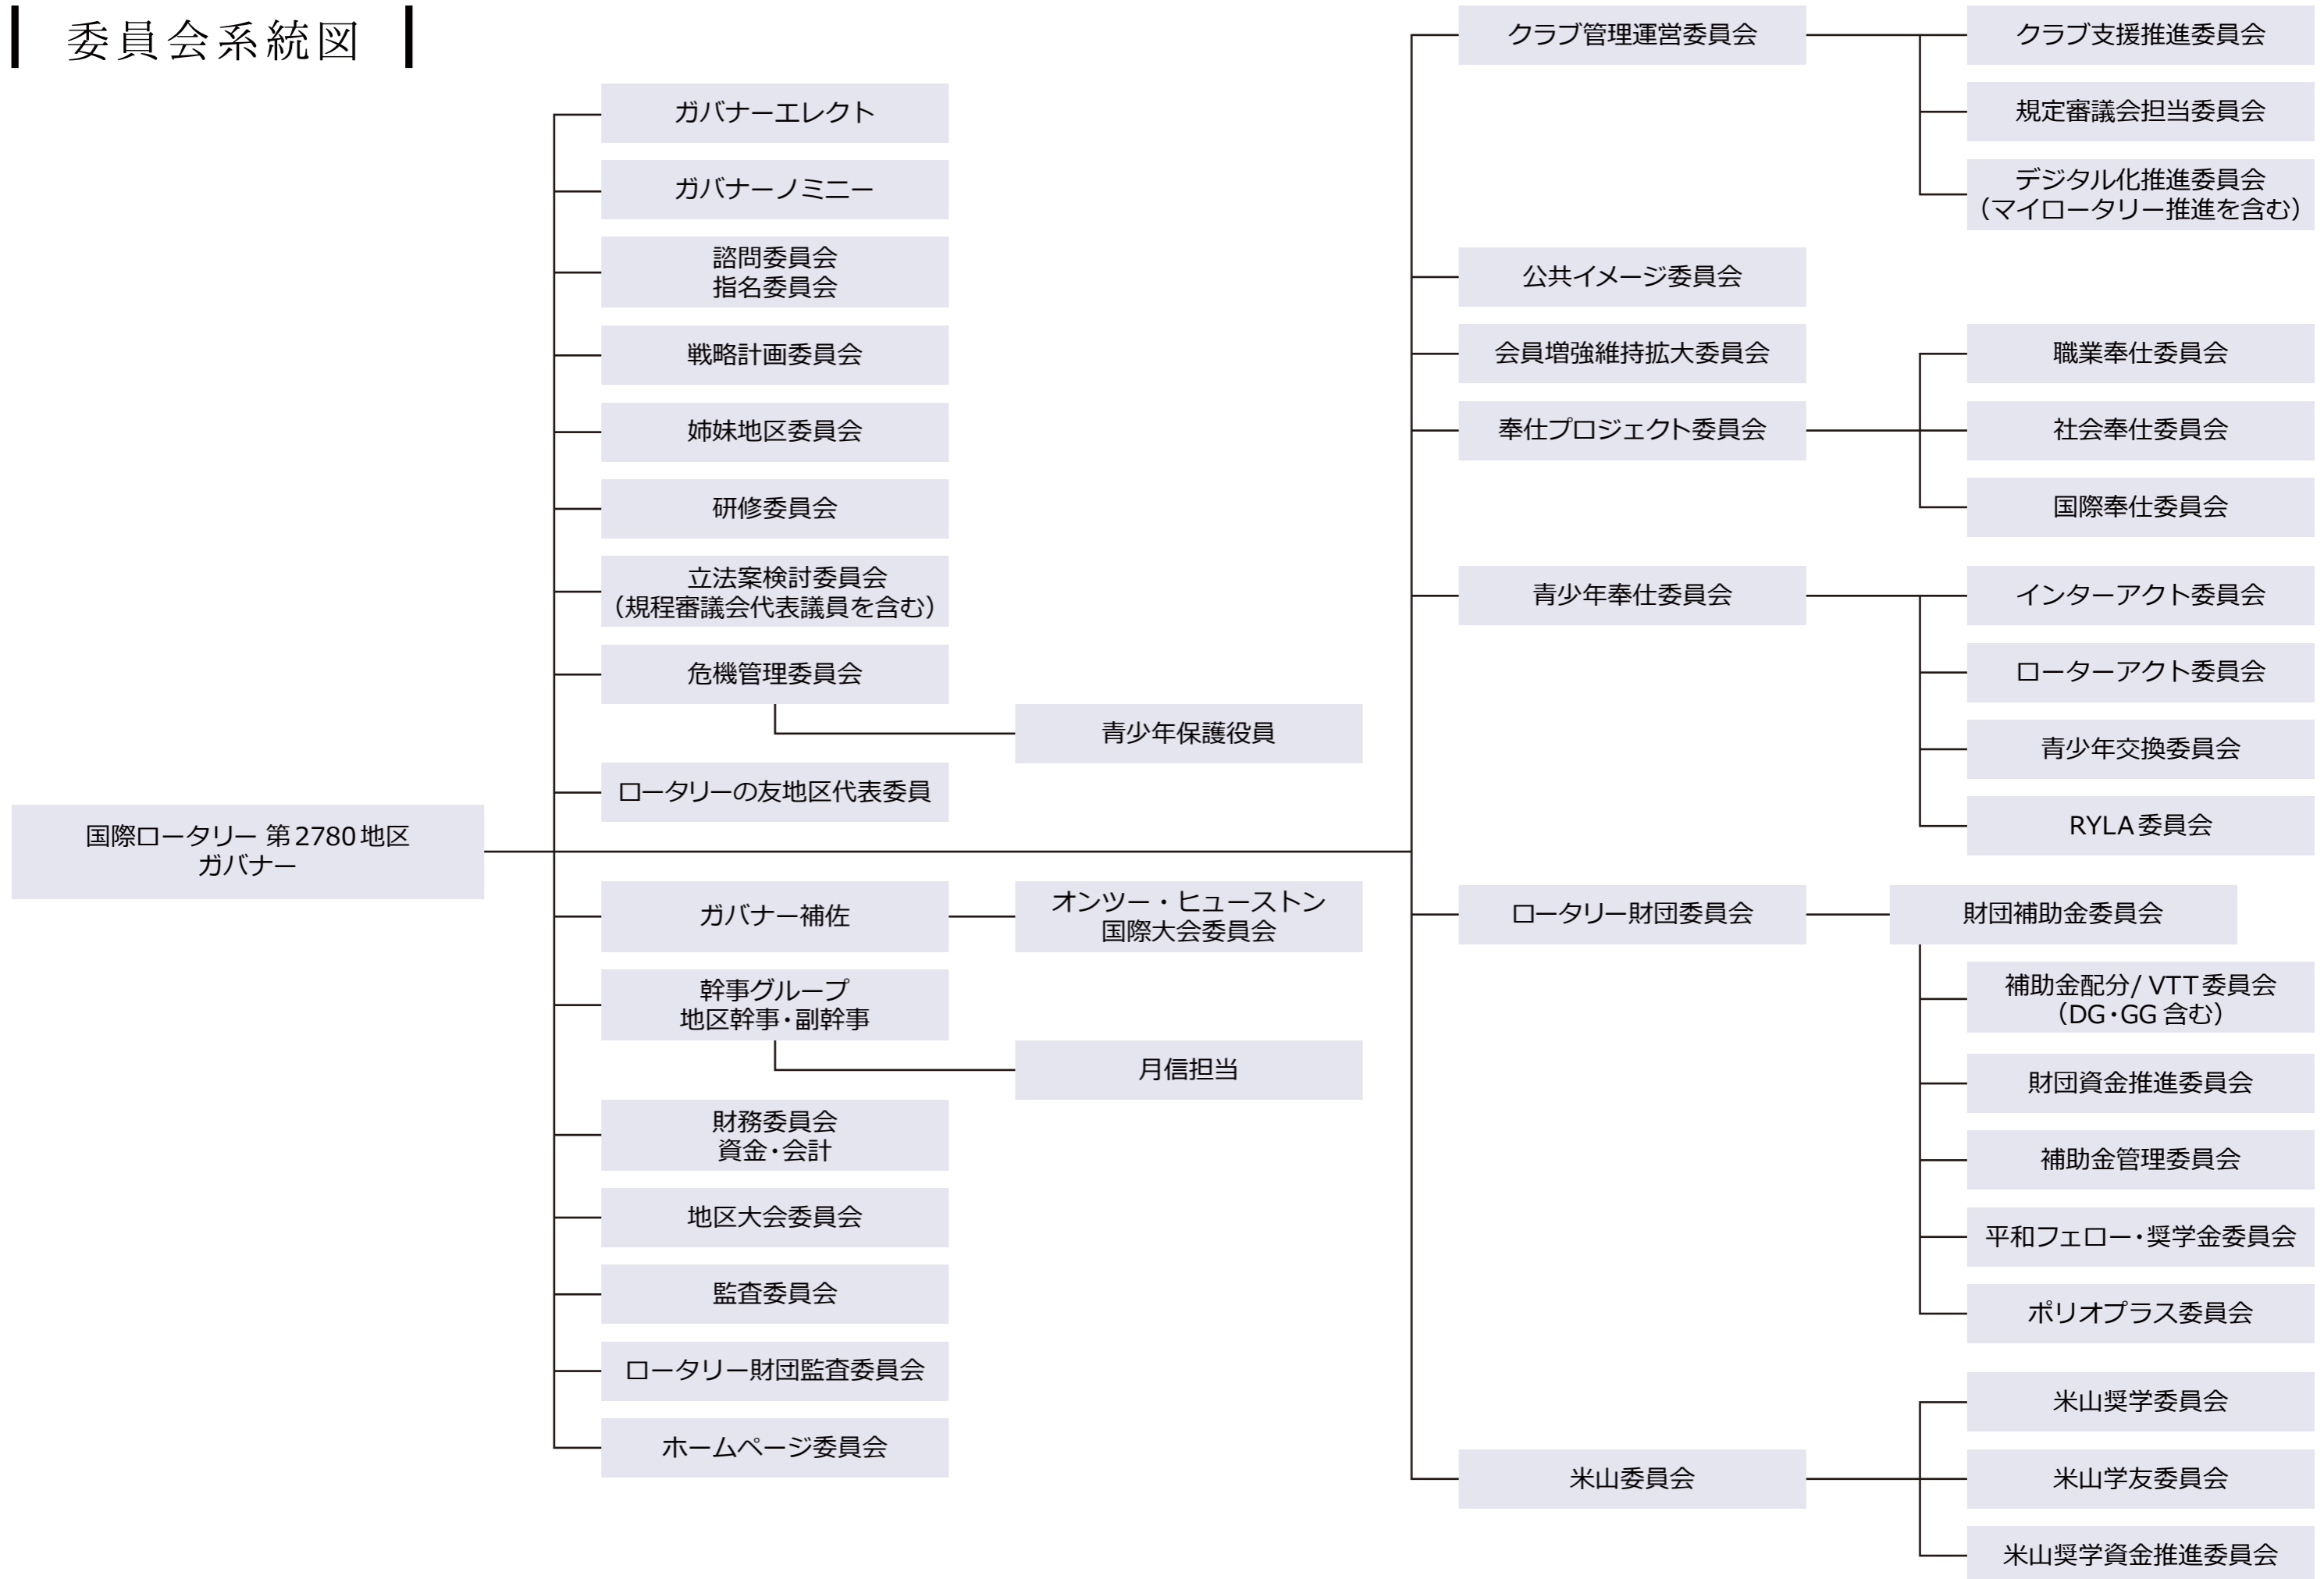 委員会系統図
国際ロータリー 第2780地区
ガバナー
ガバナーエレクト
ガバナーノミニー
諮問委員会
指名委員会
戦略計画委員会
姉妹地区委員会
研修委員会
立法案検討委員会
（規程審議会代表議員を含む）
危機管理委員会
青少年保護役員
ロータリーの友地区代表委員
ガバナー補佐
オンツー・ヒューストン
国際大会委員会
幹事グループ
地区幹事・副幹事
月信担当
財務委員会
資金・会計
地区大会委員会
監査委員会
ロータリー財団監査委員会
ホームページ委員会
クラブ管理運営委員会
クラブ支援推進委員会
規定審議会担当委員会
デジタル化推進委員会
（マイロータリー推進を含む）
公共イメージ委員会
会員増強維持拡大委員会
奉仕プロジェクト委員会
職業奉仕委員会
社会奉仕委員会
国際奉仕委員会
青少年奉仕委員会
インターアクト委員会
ローターアクト委員会
青少年交換委員会
RYLA委員会
ロータリー財団委員会
財団補助金委員会
補助金配分/ VTT委員会
（DG・GG 含む）
財団資金推進委員会
補助金管理委員会
平和フェロー・奨学金委員会
ポリオプラス委員会
米山委員会
米山奨学委員会
米山学友委員会
米山奨学資金推進委員会